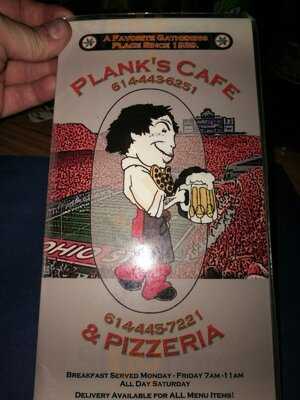 A Favorite Gathering
Place Since 1939.
Plank's Cafe
614-443-6251
Ohio S
614-445-7221
& Pizzeria
Breakfast Served Monday - Friday 7am -11am
All Day Saturday
Delivery Available for ALL Menu Items!